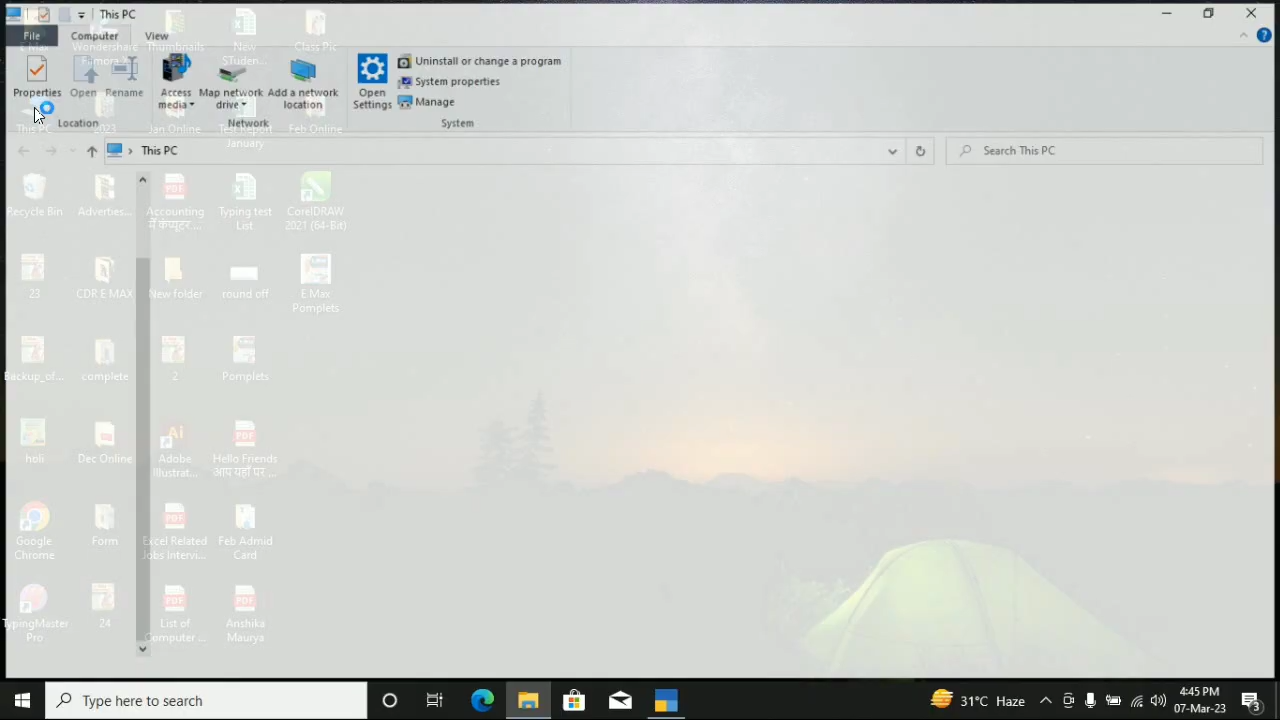 This PC
File
Computer
View
Properties
Open
Rename
Access
media
Map network
drive
Add a network
location
Open
Settings
Uninstall or change a program
System properties
Manage
Location
Network
System
This PC
Search This PC
E Max
Wondershare
Filmora X
Thumbnails
New
STuden...
Class Pic
This PC
2023
Jan Online
Test Report
January
Feb Online
Recycle Bin
Adverties...
Accounting
में कंप्यूटर ...
Typing test
List
CorelDRAW
2021 (64-Bit)
23
CDR E MAX
New folder
round off
E Max
Pomplets
Backup_of...
complete
2
Pomplets
holi
Dec Online
Adobe
Illustrat...
Hello Friends
आप यहाँ पर ...
Google
Chrome
Form
Excel Related
Jobs Intervi...
Feb Admid
Card
TypingMaster
Pro
24
List of
Computer ...
Anshika
Maurya
Type here to search
31°C Haze
4:45 PM
07-Mar-23
3